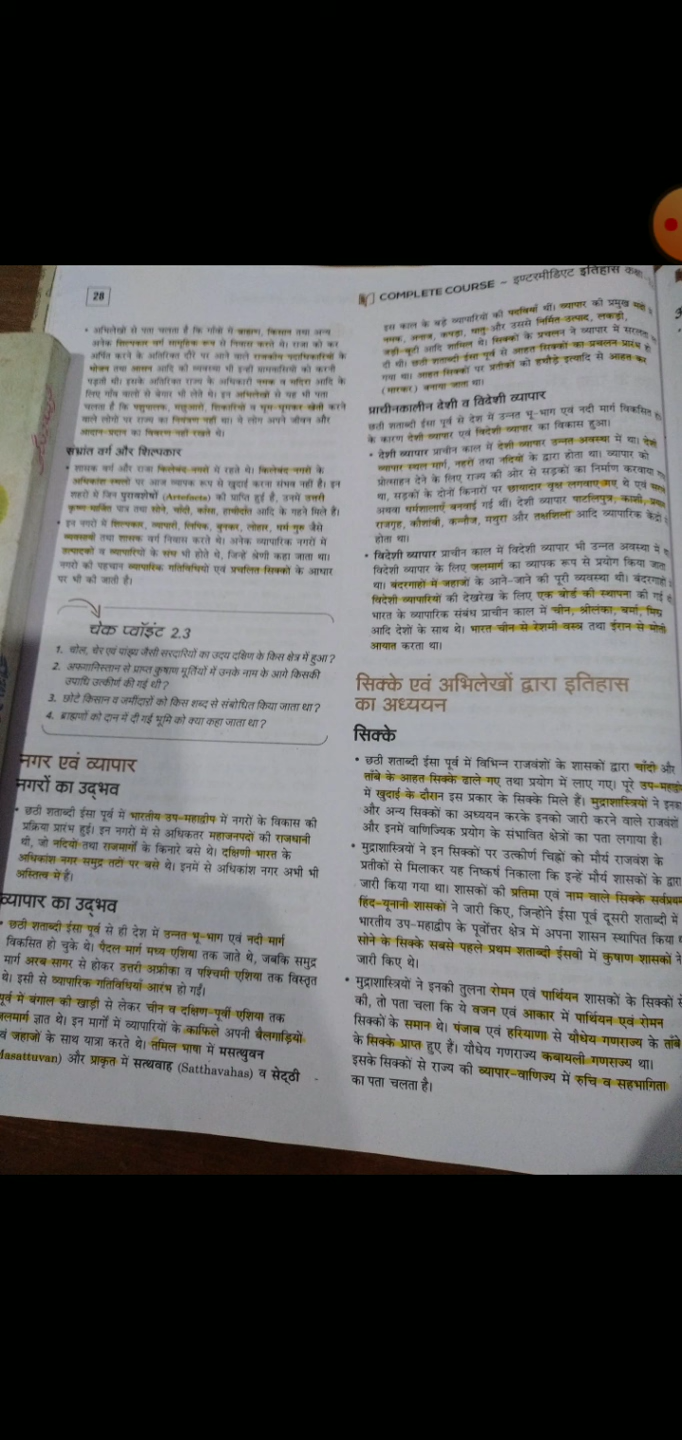 28
• अभिलेखों से पता चलता है कि गाँवों में ब्राह्मण, किसान तथा अन्य
अनेक शिल्पकार वर्ग सामूहिक रूप से निवास करते थे। राजा को कर
अर्पित करने के अतिरिक्त दौरे पर आने वाले राजकीय पदाधिकारियों के
भोजन तथा आसन आदि की व्यवस्था भी इन्हीं ग्रामवासियों को करनी
पड़ती थी। इसके अतिरिक्त राज्य के अधिकारी नमक व मदिरा आदि के
लिए गाँव वालों से बेगार भी लेते थे। इन अभिलेखों से यह भी पता
चलता है कि पशुपालक, मछुआरों, शिकारियों व घूम-घूमकर खेती करने
वाले लोगों पर राज्य का नियंत्रण नहीं था। वे लोग अपने जीवन और
आदान-प्रदान का विवरण नहीं रखते थे।
संभ्रांत वर्ग और शिल्पकार
• शासक वर्ग और राजा किलेबंद नगरों में रहते थे। किलेबंद नगरों के
अधिकांश स्थलों पर आज व्यापक रूप से खुदाई करना संभव नहीं है। इन
शहरों में जिन पुरावशेषों (Artefacts) को प्राप्ति हुई है, उनमें उत्तरी
कृष्ण मार्जित पात्र तथा सोने, चाँदी, कांस्य, हाथीदाँत आदि के गहने मिले हैं।
• इन नगरों में शिल्पकार, व्यापारी, लिपिक, बुनकर, लोहार, धर्म गुरु जैसे
व्यवसायी तथा शासक वर्ग निवास करते थे। अनेक व्यापारिक नगरों में
उत्पादकों व व्यापारियों के संघ भी होते थे, जिन्हें श्रेणी कहा जाता था।
नगरों को पहचान व्यापारिक गतिविधियों एवं प्रचलित सिक्कों के आधार
पर भी की जाती है।
चेक प्वॉइंट 2.3
1. चोल, चेर एवं पांड्य जैसी सरदारियों का उदय दक्षिण के किस क्षेत्र में हुआ?
2. अफगानिस्तान से प्राप्त कुषाण मूर्तियों में उनके नाम के आगे किसकी
उपाधि उत्कीर्ण की गई थी?
3. छोटे किसान व जमींदारों को किस शब्द से संबोधित किया जाता था?
4. ब्राह्मणों को दान में दी गई भूमि को क्या कहा जाता था?
नगर एवं व्यापार
नगरों का उद्भव
• छठी शताब्दी ईसा पूर्व में भारतीय उप-महाद्वीप में नगरों के विकास की
प्रक्रिया प्रारंभ हुई। इन नगरों में से अधिकतर महाजनपदों की राजधानी
थी, जो नदियों तथा राजमार्गों के किनारे बसे थे। दक्षिणी भारत के
अधिकांश नगर समुद्र तटों पर बसे थे। इनमें से अधिकांश नगर अभी भी
अस्तित्व में हैं।
व्यापार का उद्भव
• छठी शताब्दी ईसा पूर्व से ही देश में उन्नत भू-भाग एवं नदी मार्ग
विकसित हो चुके थे। पैदल मार्ग मध्य एशिया तक जाते थे, जबकि समुद्र
मार्ग अरब सागर से होकर उत्तरी अफ्रीका व पश्चिमी एशिया तक विस्तृत
थे। इसी से व्यापारिक गतिविधियाँ आरंभ हो गईं।
पूर्व में बंगाल की खाड़ी से लेकर चीन व दक्षिण-पूर्वी एशिया तक
जलमार्ग ज्ञात थे। इन मार्गों में व्यापारियों के काफिले अपनी बैलगाड़ियों
एवं जहाजों के साथ यात्रा करते थे। तमिल भाषा में मसत्थुवन
Masattuvan) और प्राकृत में सत्थवाह (Satthavahas) व सेट्ठी
COMPLETE COURSE – इण्टरमीडिएट इतिहास कक्षा
इस काल के बड़े व्यापारियों की पदवियाँ थीं। व्यापार को प्रमुख
नमक, अनाज, कपड़ा, धातु और उससे निर्मित उत्पाद, लकड़ी,
जड़ी-बूटी आदि शामिल थे। सिक्कों के प्रचलन ने व्यापार में सरलता
दी थी। छठी शताब्दी ईसा पूर्व से आहत सिक्कों का प्रचलन प्रारंभ हो
गया था। आहत सिक्कों पर प्रतीकों को हथौड़े इत्यादि से आहत कर
(मारकर) बनाया जाता था।
प्राचीनकालीन देशी व विदेशी व्यापार
छठी शताब्दी ईसा पूर्व से देश में उन्नत भू-भाग एवं नदी मार्ग विकसित
के कारण देशी व्यापार एवं विदेशी व्यापार का विकास हुआ।
• देशी व्यापार प्राचीन काल में देशी व्यापार उन्नत अवस्था में था। देशी
व्यापार स्थल मार्ग, नहरों तथा नदियों के द्वारा होता था। व्यापार को
प्रोत्साहन देने के लिए राज्य की ओर से सड़कों का निर्माण करवाया
था, सड़कों के दोनों किनारों पर छायादार वृक्ष लगवाए गए थे एवं
अथवा धर्मशालाएँ बनवाई गई थीं। देशी व्यापार पाटलिपुत्र, काशी,
राजगृह, कौशांबी, कन्नौज, मथुरा और तक्षशिला आदि व्यापारिक केंद्रों
होता था।
• विदेशी व्यापार प्राचीन काल में विदेशी व्यापार भी उन्नत अवस्था में
विदेशी व्यापार के लिए जलमार्ग का व्यापक रूप से प्रयोग किया जाता
था। बंदरगाहों में जहाजों के आने-जाने की पूरी व्यवस्था थी। बंदरगाहों
विदेशी व्यापारियों की देखरेख के लिए एक बोर्ड की स्थापना की गई
भारत के व्यापारिक संबंध प्राचीन काल में चीन, श्रीलंका, बर्मा, मिस्र
आदि देशों के साथ थे। भारत चीन से रेशमी वस्त्र तथा ईरान से मोती
आयात करता था।
सिक्के एवं अभिलेखों द्वारा इतिहास
का अध्ययन
सिक्के
• छठी शताब्दी ईसा पूर्व में विभिन्न राजवंशों के शासकों द्वारा चाँदी और
ताँबे के आहत सिक्के ढाले गए तथा प्रयोग में लाए गए। पूरे उप-महाद्वीप
में खुदाई के दौरान इस प्रकार के सिक्के मिले हैं। मुद्राशास्त्रियों ने इनका
और अन्य सिक्कों का अध्ययन करके इनको जारी करने वाले राजवंशों
और इनमें वाणिज्यिक प्रयोग के संभावित क्षेत्रों का पता लगाया है।
• मुद्राशास्त्रियों ने इन सिक्कों पर उत्कीर्ण चिह्नों को मौर्य राजवंश के
प्रतीकों से मिलाकर यह निष्कर्ष निकाला कि इन्हें मौर्य शासकों के द्वारा
जारी किया गया था। शासकों की प्रतिमा एवं नाम वाले सिक्के सर्वप्रथम
हिंद-यूनानी शासकों ने जारी किए, जिन्होंने ईसा पूर्व दूसरी शताब्दी में
भारतीय उप-महाद्वीप के पूर्वोत्तर क्षेत्र में अपना शासन स्थापित किया
सोने के सिक्के सबसे पहले प्रथम शताब्दी ईसवी में कुषाण शासकों ने
जारी किए थे।
• मुद्राशास्त्रियों ने इनकी तुलना रोमन एवं पार्थियन शासकों के सिक्कों से
की, तो पता चला कि ये वजन एवं आकार में पार्थियन एवं रोमन
सिक्कों के समान थे। पंजाब एवं हरियाणा से यौधेय गणराज्य के ताँबे
के सिक्के प्राप्त हुए हैं। यौधेय गणराज्य कबायली गणराज्य था।
इसके सिक्कों से राज्य की व्यापार-वाणिज्य में रुचि व सहभागिता
का पता चलता है।